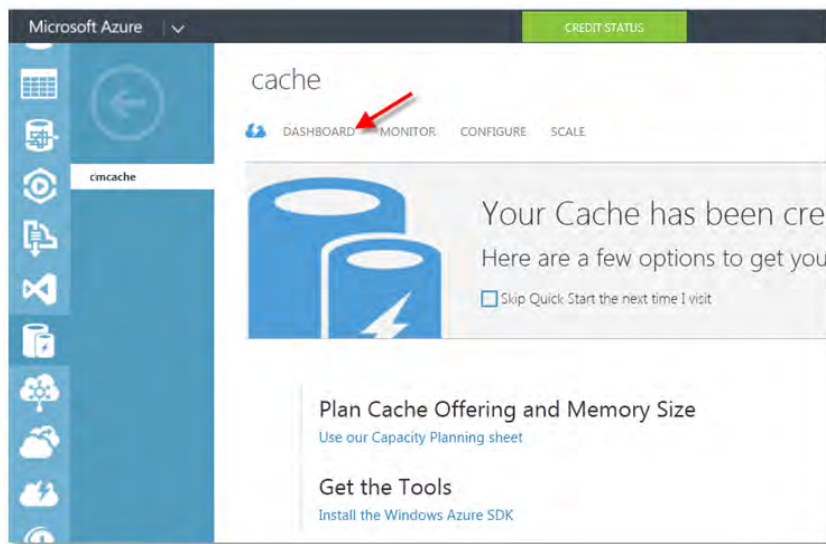 Microsoft Azure
CREDIT STATUS
cache
DASHBOARD MONITOR CONFIGURE SCALE
cimcache
Your Cache has been cre
Here are a few options to get you
Skip Quick Start the next time I visit
Plan Cache Offering and Memory Size
Use our Capacity Planning sheet
Get the Tools
Install the Windows Azure SDK